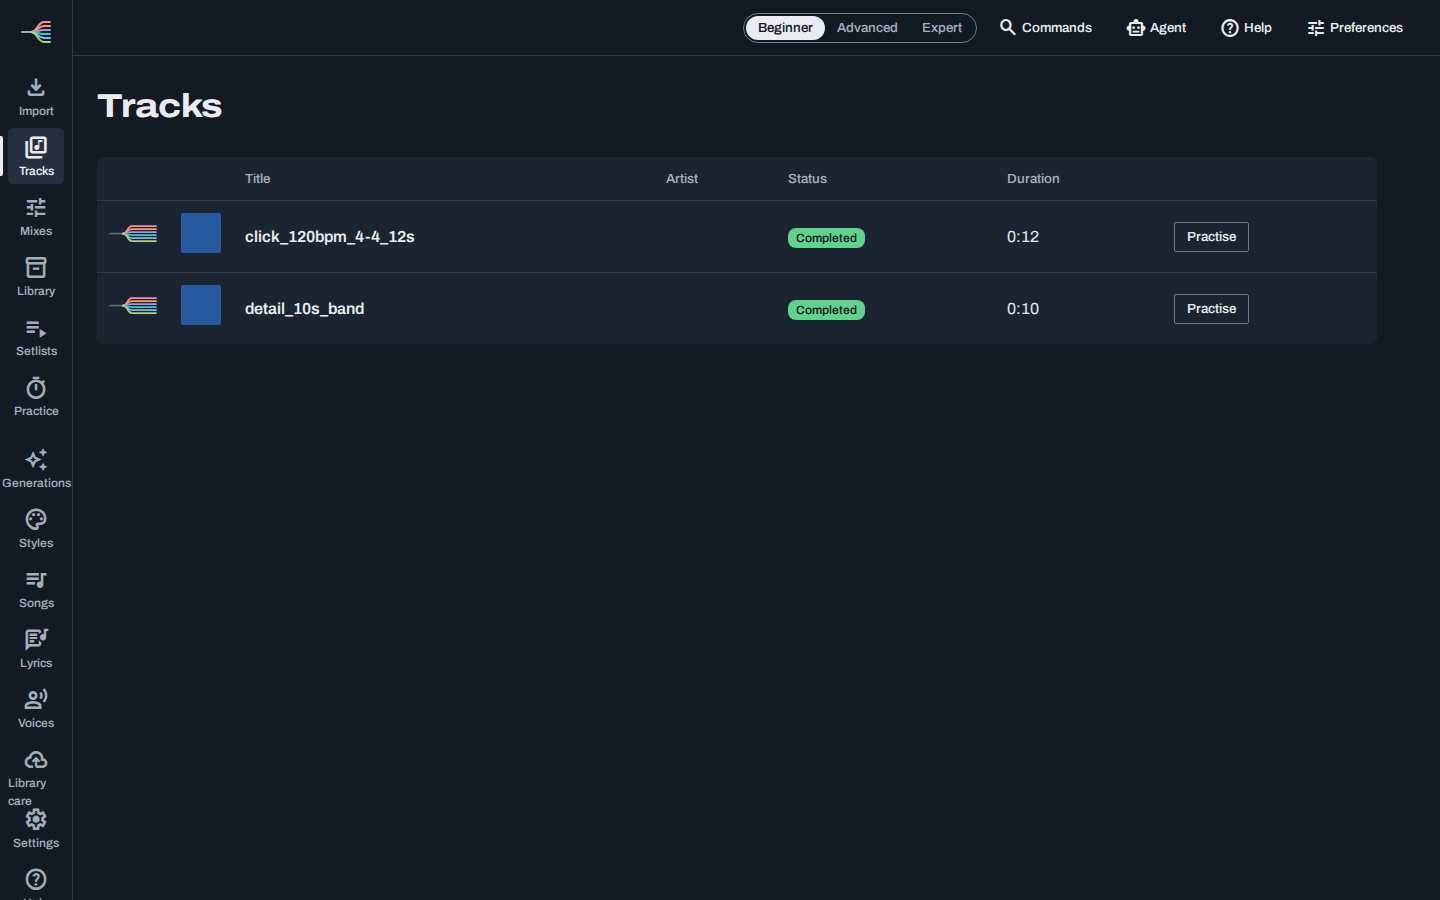 Beginner Advanced Expert Commands Agent Help Preferences
Import
Tracks
Mixes
Library
Setlists
Practice
Generations
Styles
Songs
Lyrics
Voices
Library
care
Settings
Tracks
Title Artist Status Duration
click_120bpm_4-4_12s Completed 0:12 Practise
detail_10s_band Completed 0:10 Practise